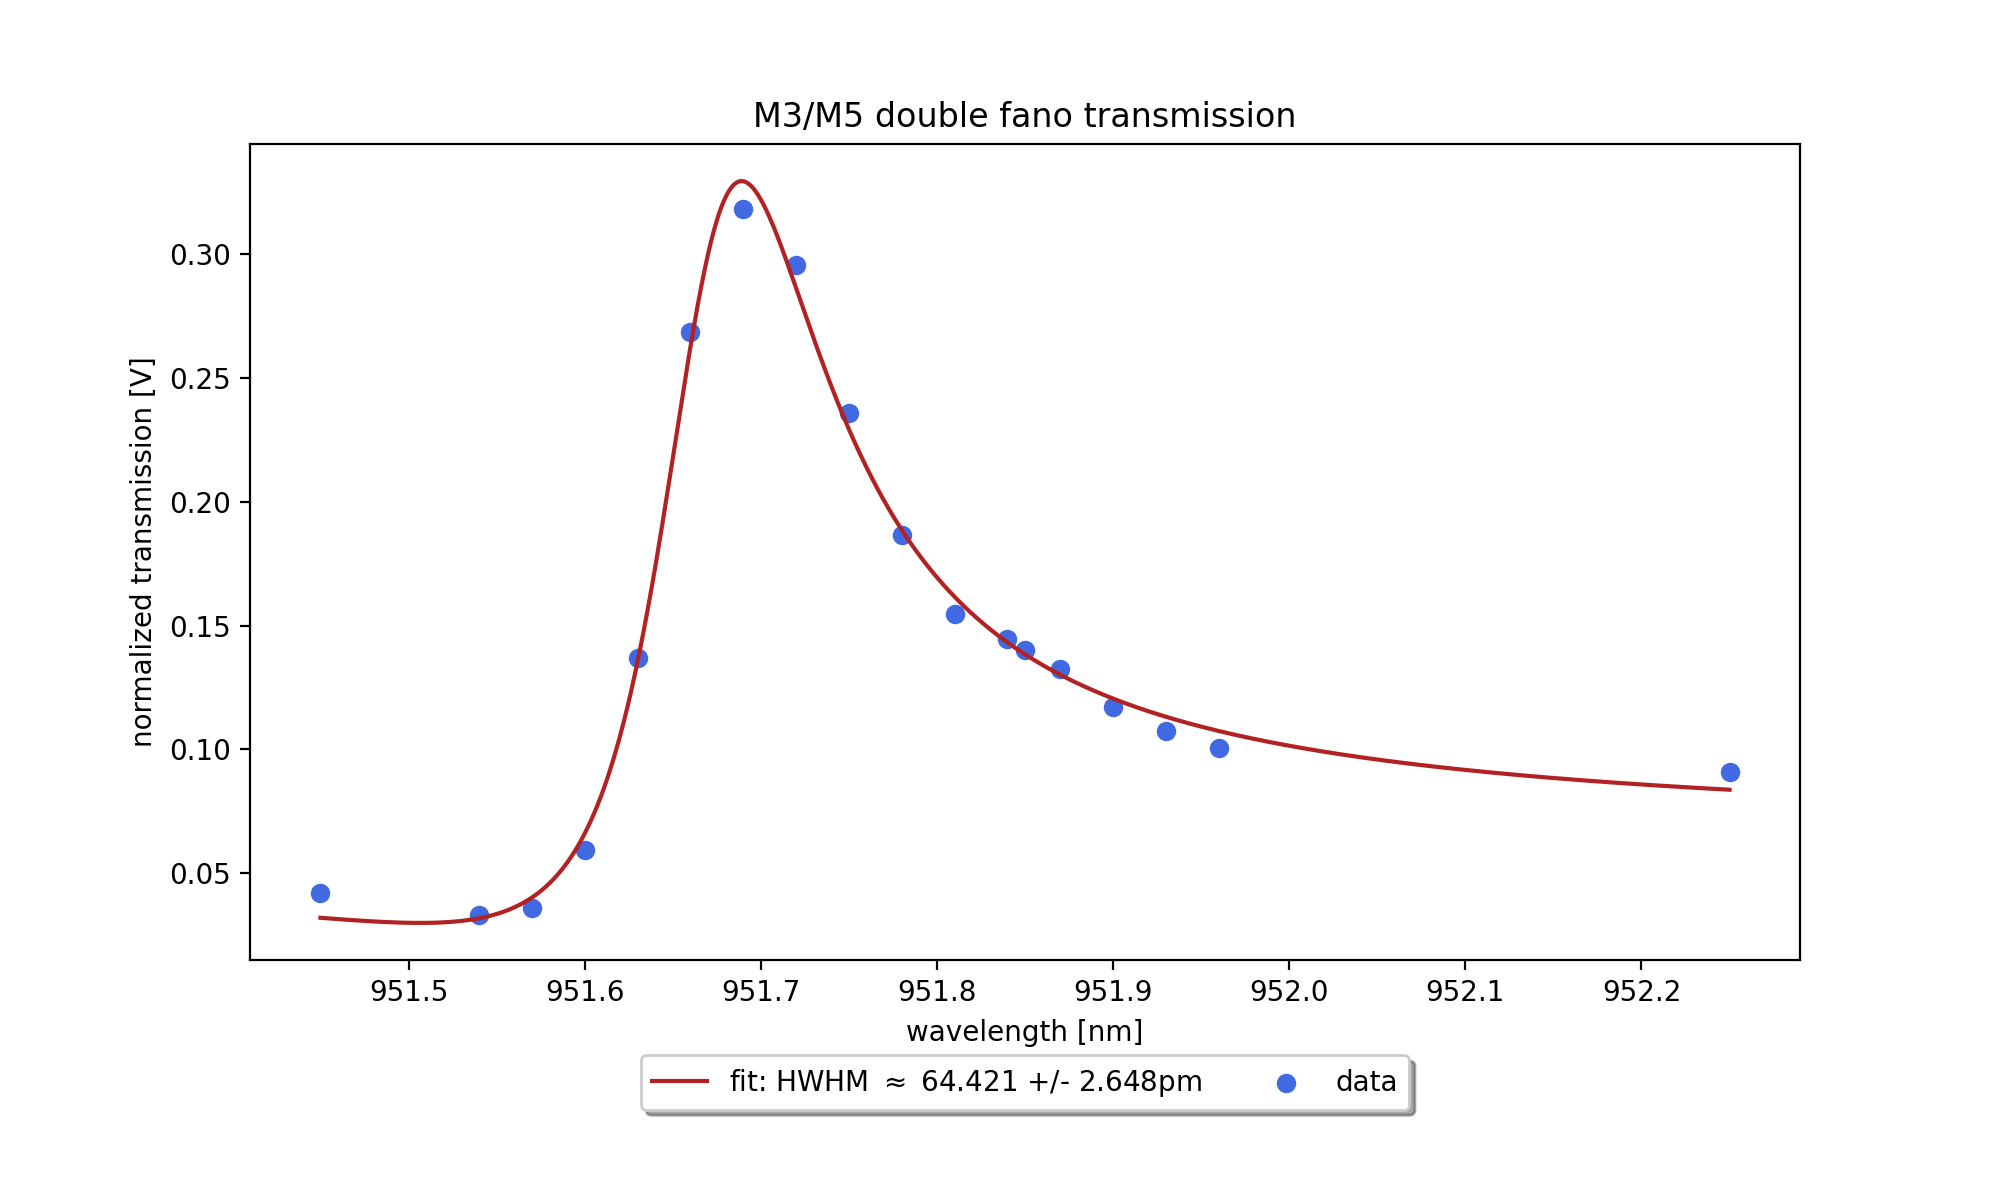 M3/M5 double fano transmission
normalized transmission [V]
0.30
0.25
0.20
0.15
0.10
0.05
951.5 951.6 951.7 951.8 951.9 952.0 952.1 952.2
wavelength [nm]
fit: HWHM ≈ 64.421 +/- 2.648pm data